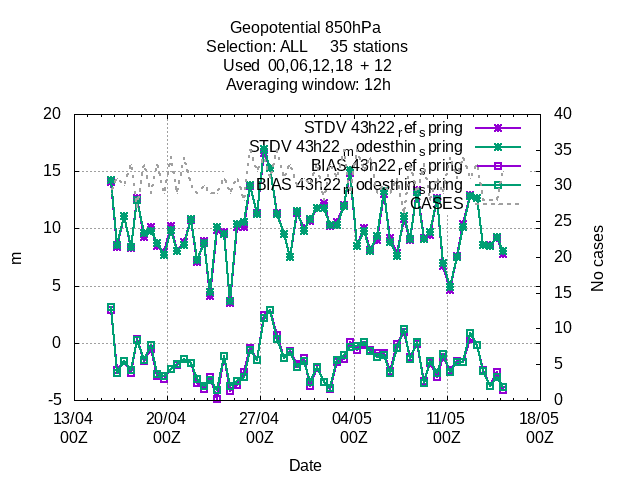 Geopotential 850hPa
Selection: ALL 35 stations
Used 00,06,12,18 + 12
Averaging window: 12h
STDV 43h22_ref_spring
STDV 43h22_modesthin_spring
BIAS 43h22_ref_spring
BIAS 43h22_modesthin_spring
CASES
20
15
10
5
0
-5
m
40
35
30
25
20
15
10
5
0
No cases
13/04 20/04 27/04 04/05 11/05 18/05
00Z 00Z 00Z 00Z 00Z 00Z
Date